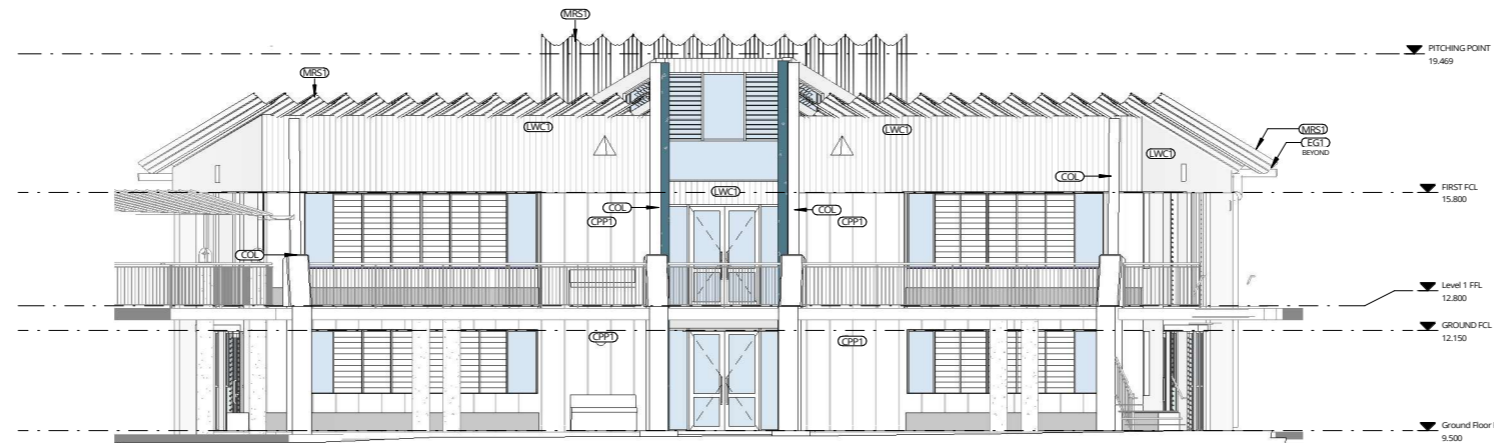 MRS1
PITCHING POINT
19.469
MRS1
LWC1
LWC1
MRS1
EG1
BEYOND
LWC1
COL
FIRST FCL
15.800
LWC1
COL
COL
CPP1
CPP1
COL
Level 1 FFL
12.800
GROUND FCL
12.150
CPP1
CPP1
Ground Floor
9.500